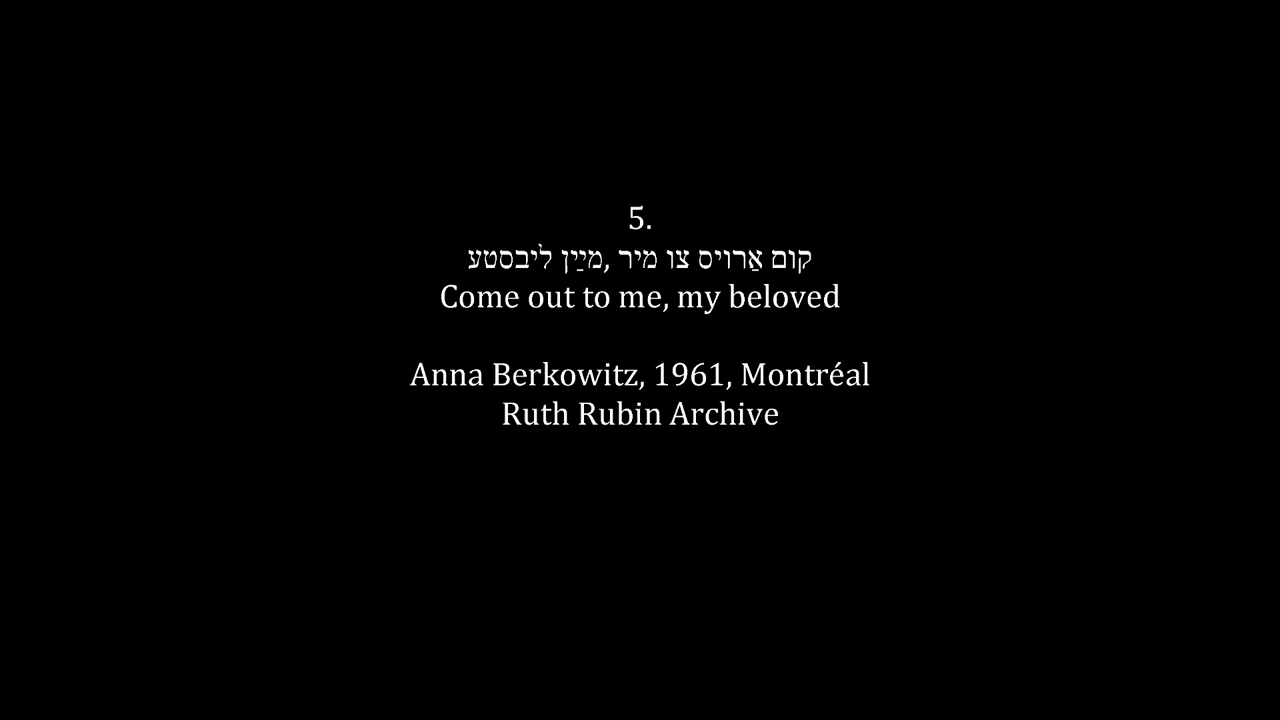 5.
קום אַרויס צו מיר, מײַן ליבסטע
Come out to me, my beloved
Anna Berkowitz, 1961, Montréal
Ruth Rubin Archive